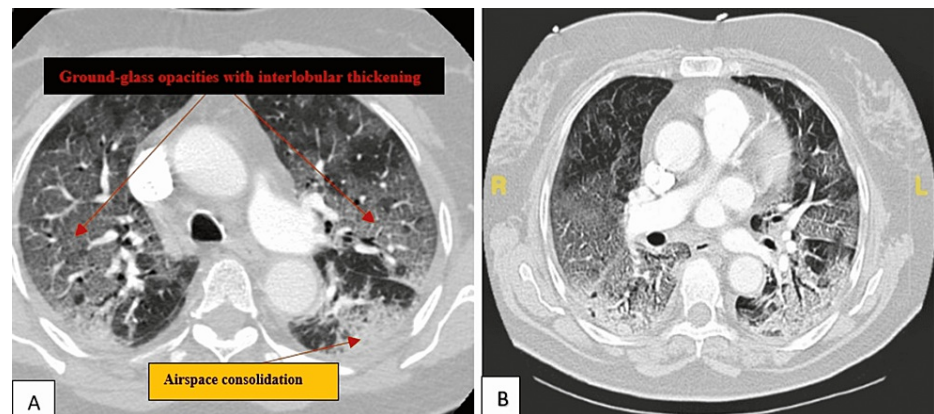 Ground-glass opacities with interlobular thickening
Airspace consolidation
A
R
L
B